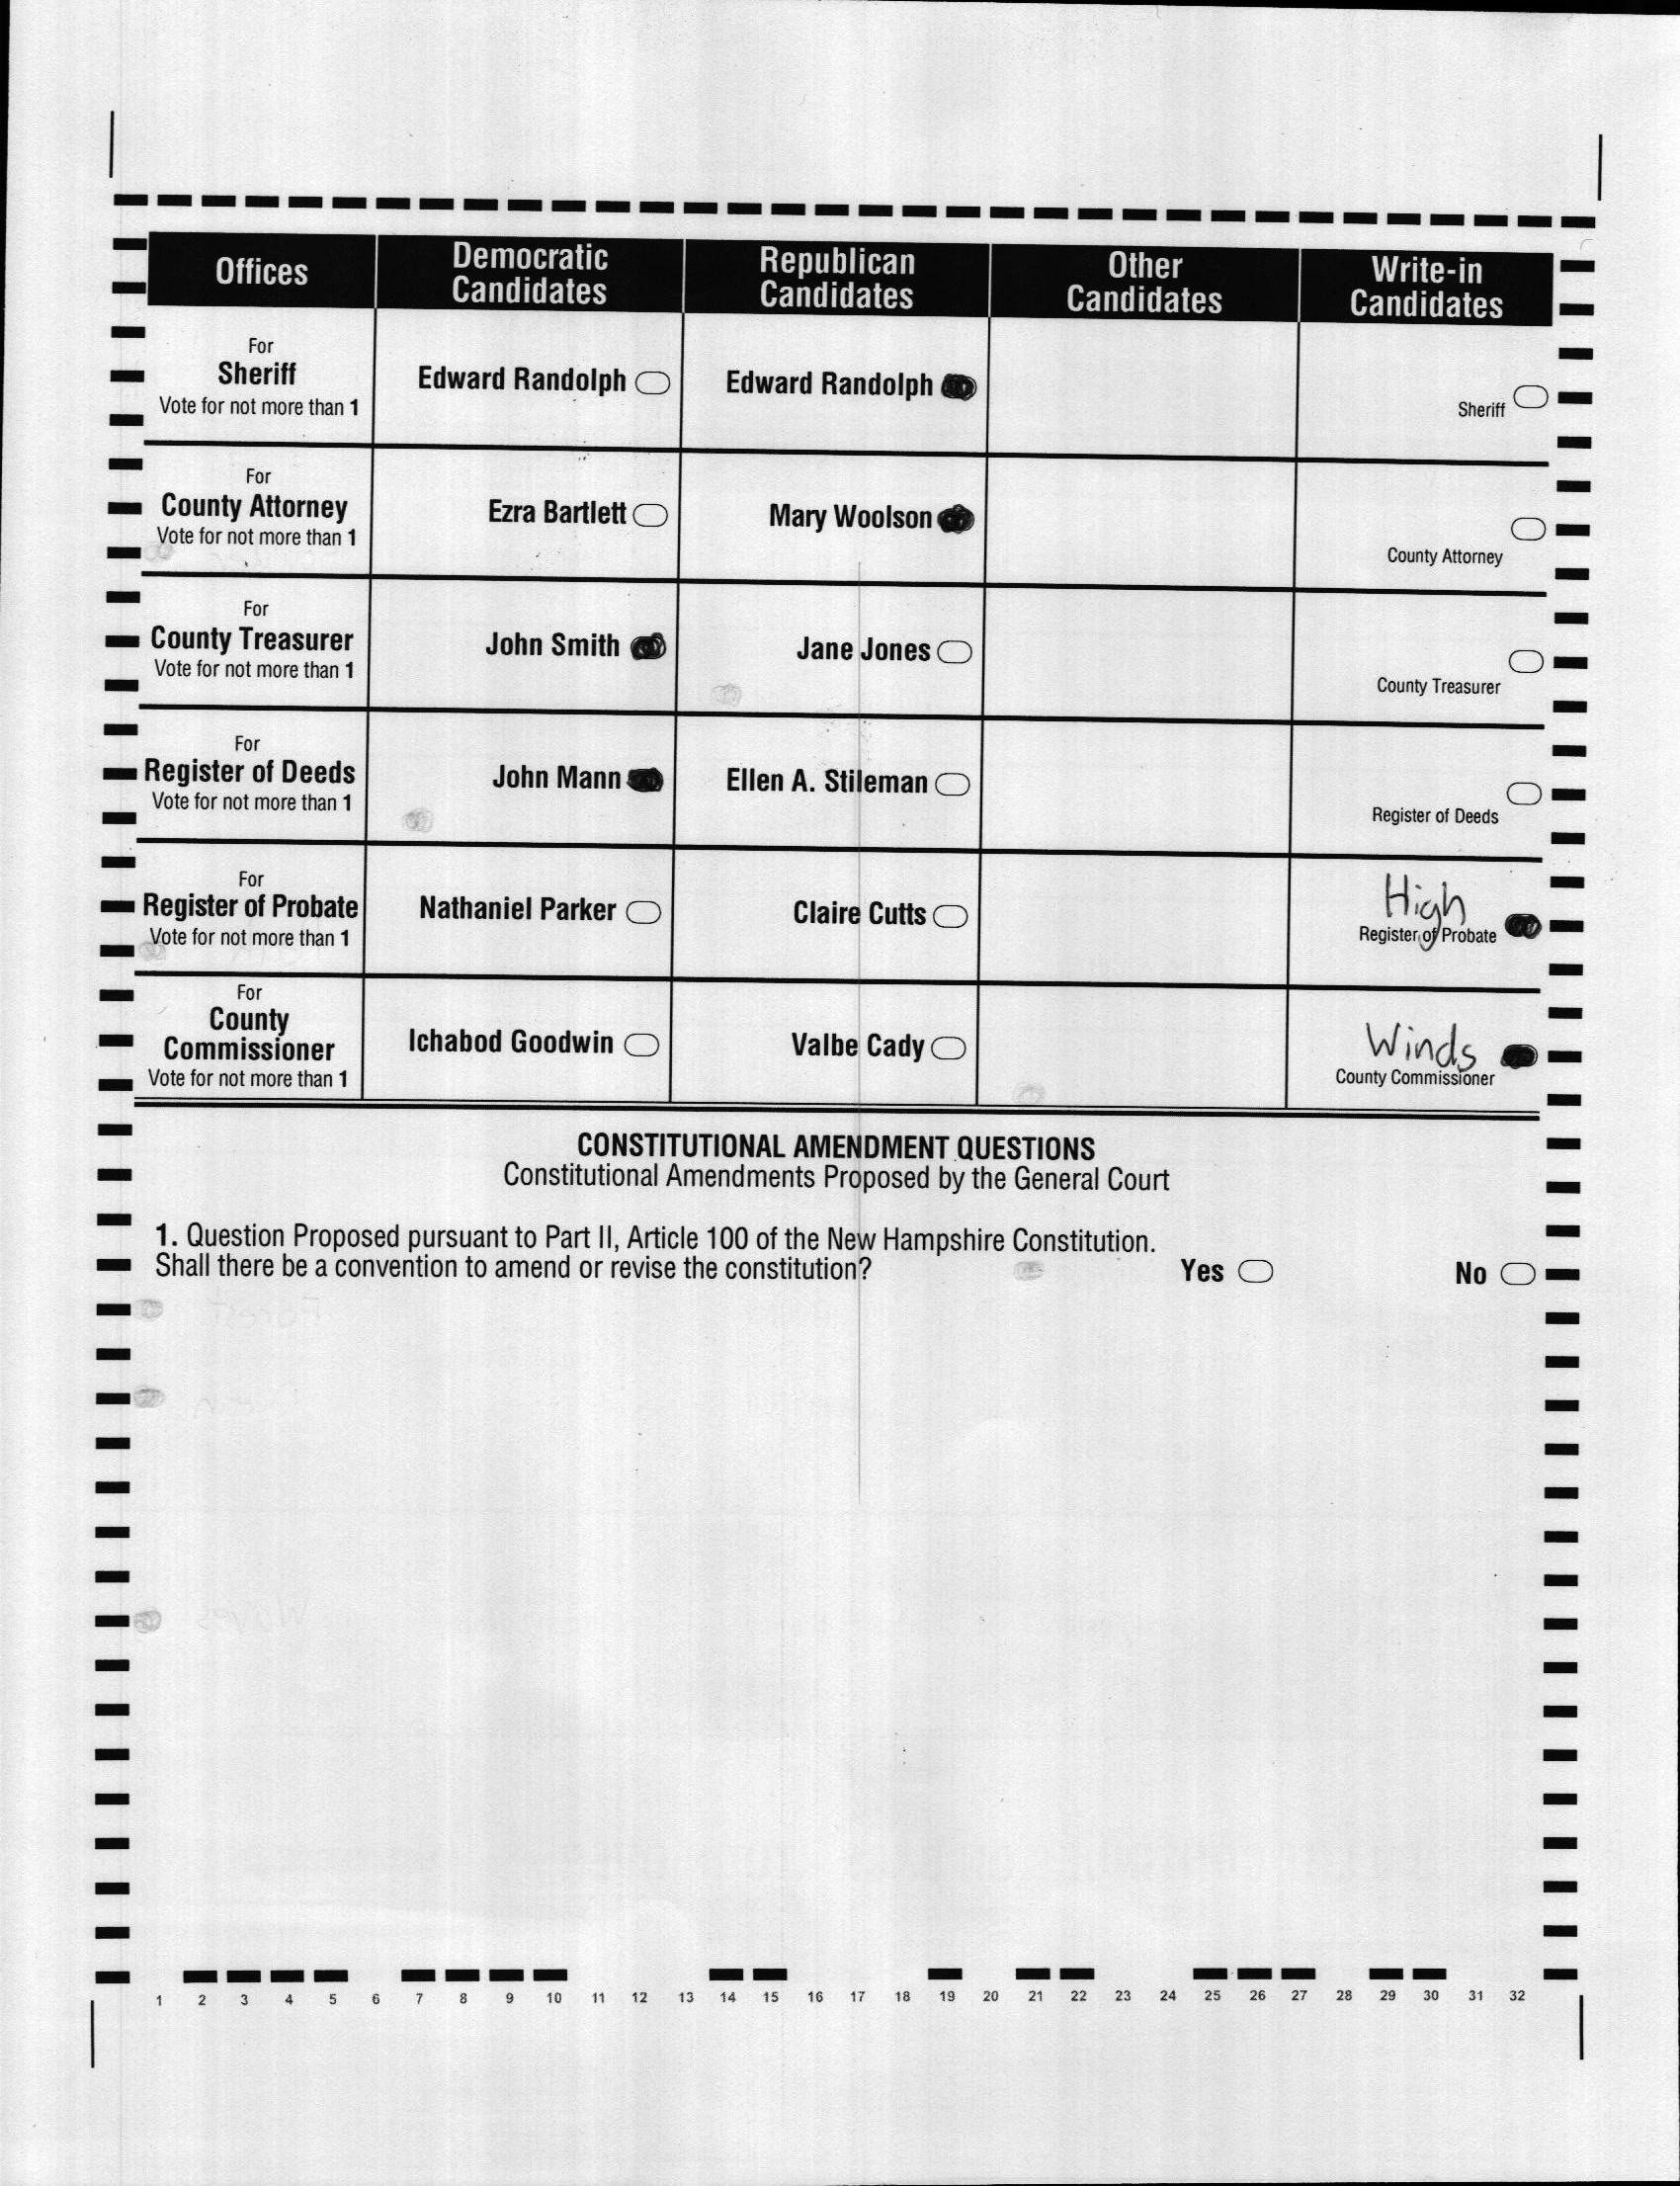 Offices
Democratic
Candidates
Republican
Candidates
Other
Candidates
Write-in
Candidates
For
Sheriff
Vote for not more than 1
Edward Randolph
Edward Randolph
Sheriff
For
County Attorney
Vote for not more than 1
Ezra Bartlett
Mary Woolson
County Attorney
For
County Treasurer
Vote for not more than 1
John Smith
Jane Jones
County Treasurer
For
Register of Deeds
Vote for not more than 1
John Mann
Ellen A. Stileman
Register of Deeds
For
Register of Probate
Vote for not more than 1
Nathaniel Parker
Claire Cutts
High
Register of Probate
For
County
Commissioner
Vote for not more than 1
Ichabod Goodwin
Valbe Cady
Winds
County Commissioner
CONSTITUTIONAL AMENDMENT QUESTIONS
Constitutional Amendments Proposed by the General Court
1. Question Proposed pursuant to Part II, Article 100 of the New Hampshire Constitution.
Shall there be a convention to amend or revise the constitution?
Yes
No
1 2 3 4 5 6 7 8 9 10 11 12 13 14 15 16 17 18 19 20 21 22 23 24 25 26 27 28 29 30 31 32